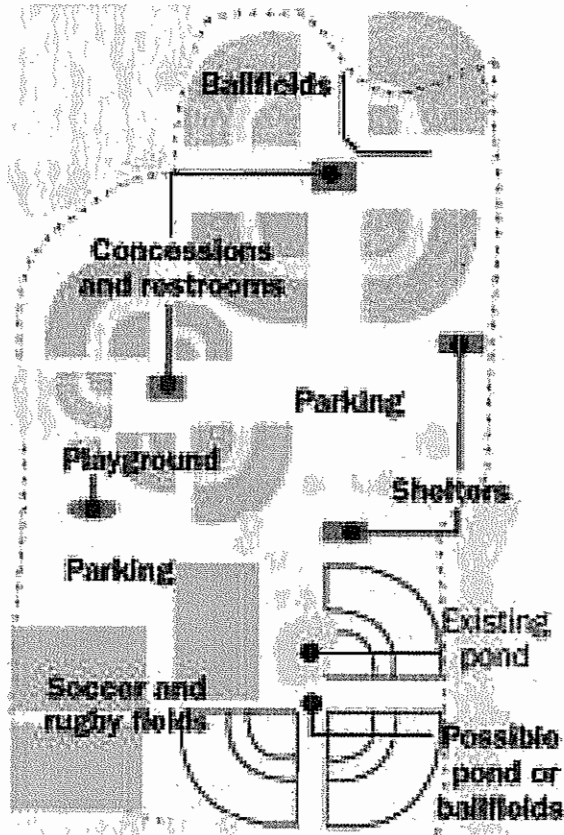 Ballfields
Concessions
and restrooms
Parking
Playground
Shelters
Parking
Existing
pond
Soccer and
rugby fields
Possible
pond or
ballfields